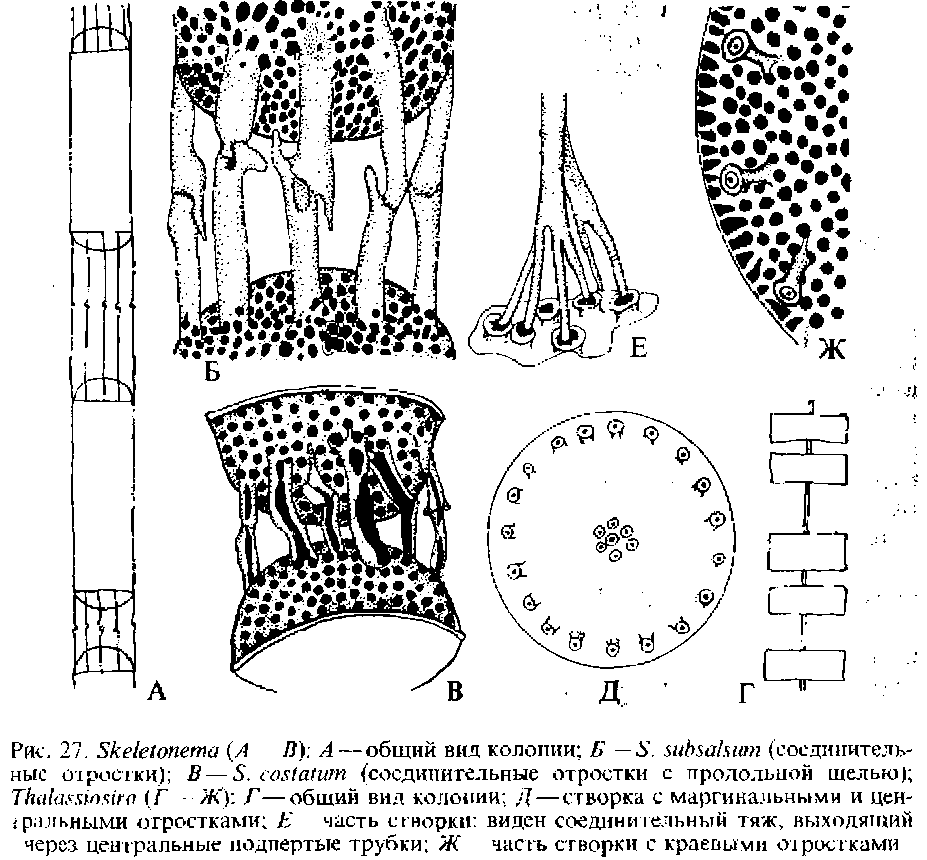 Б
Е
Ж
А
В
Д
Г
Рис. 27. Skeletonema (А В): А — общий вид колонии; Б — S. subsalsum (соединитель-
ные отростки); В — S. costatum (соединительные отростки с продольной щелью);
Thalassiosira (Г - Ж): Г — общий вид колонии; Д — створка с маргинальными и цен-
тральными отростками; Е часть створки: виден соединительный тяж, выходящий
через центральные подпертые трубки; Ж часть створки с краевыми отростками